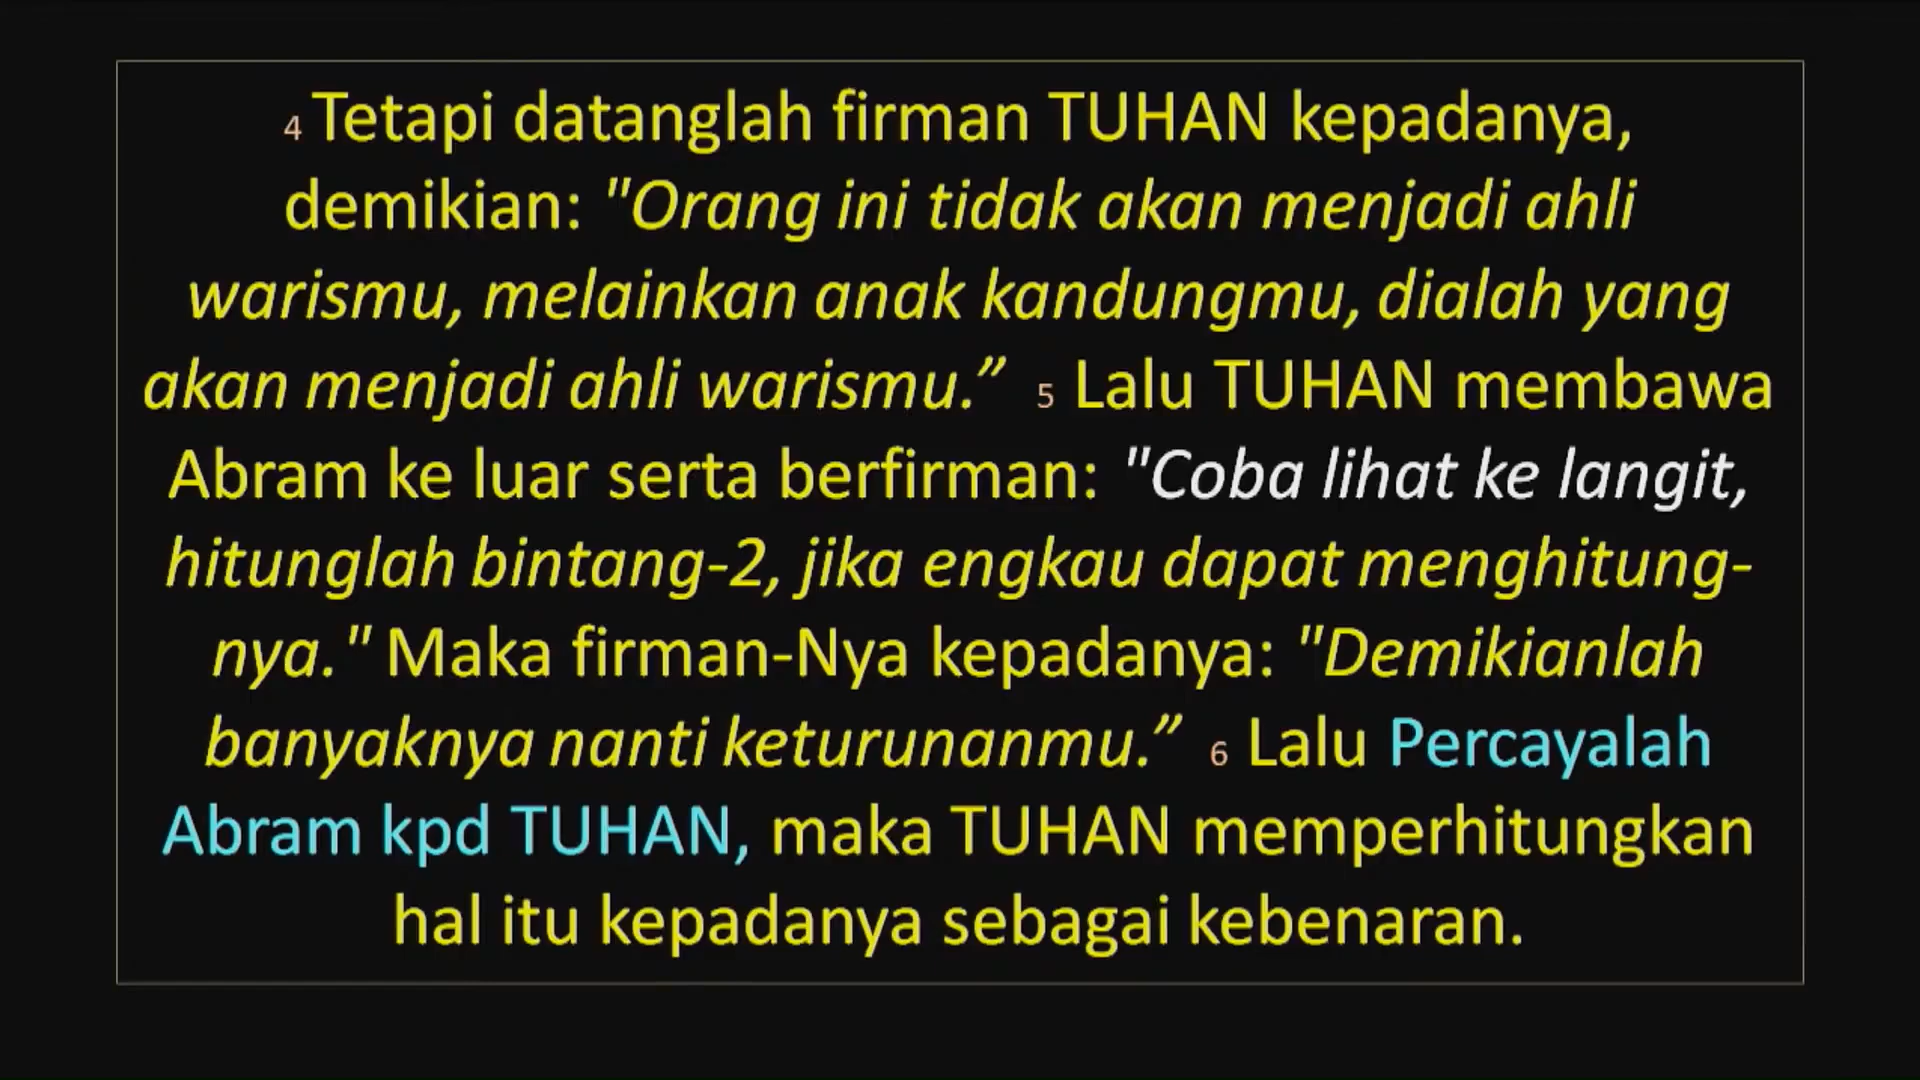 4 Tetapi datanglah firman TUHAN kepadanya,
demikian: "Orang ini tidak akan menjadi ahli
warismu, melainkan anak kandungmu, dialah yang
akan menjadi ahli warismu.” 5 Lalu TUHAN membawa
Abram ke luar serta berfirman: "Coba lihat ke langit,
hitunglah bintang-2, jika engkau dapat menghitung-
nya." Maka firman-Nya kepadanya: "Demikianlah
banyaknya nanti keturunanmu.” 6 Lalu Percayalah
Abram kpd TUHAN, maka TUHAN memperhitungkan
hal itu kepadanya sebagai kebenaran.